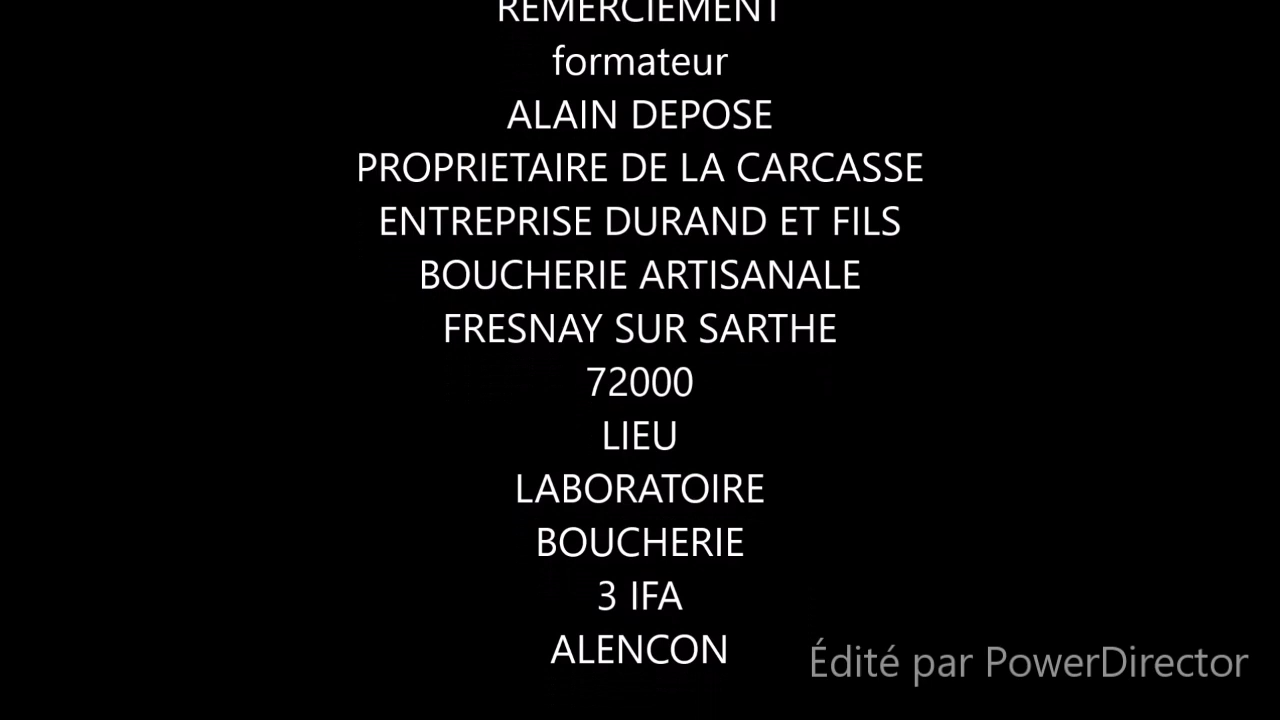 REMERCIEMENT
formateur
ALAIN DEPOSE
PROPRIETAIRE DE LA CARCASSE
ENTREPRISE DURAND ET FILS
BOUCHERIE ARTISANALE
FRESNAY SUR SARTHE
72000
LIEU
LABORATOIRE
BOUCHERIE
3 IFA
ALENCON
Édité par PowerDirector